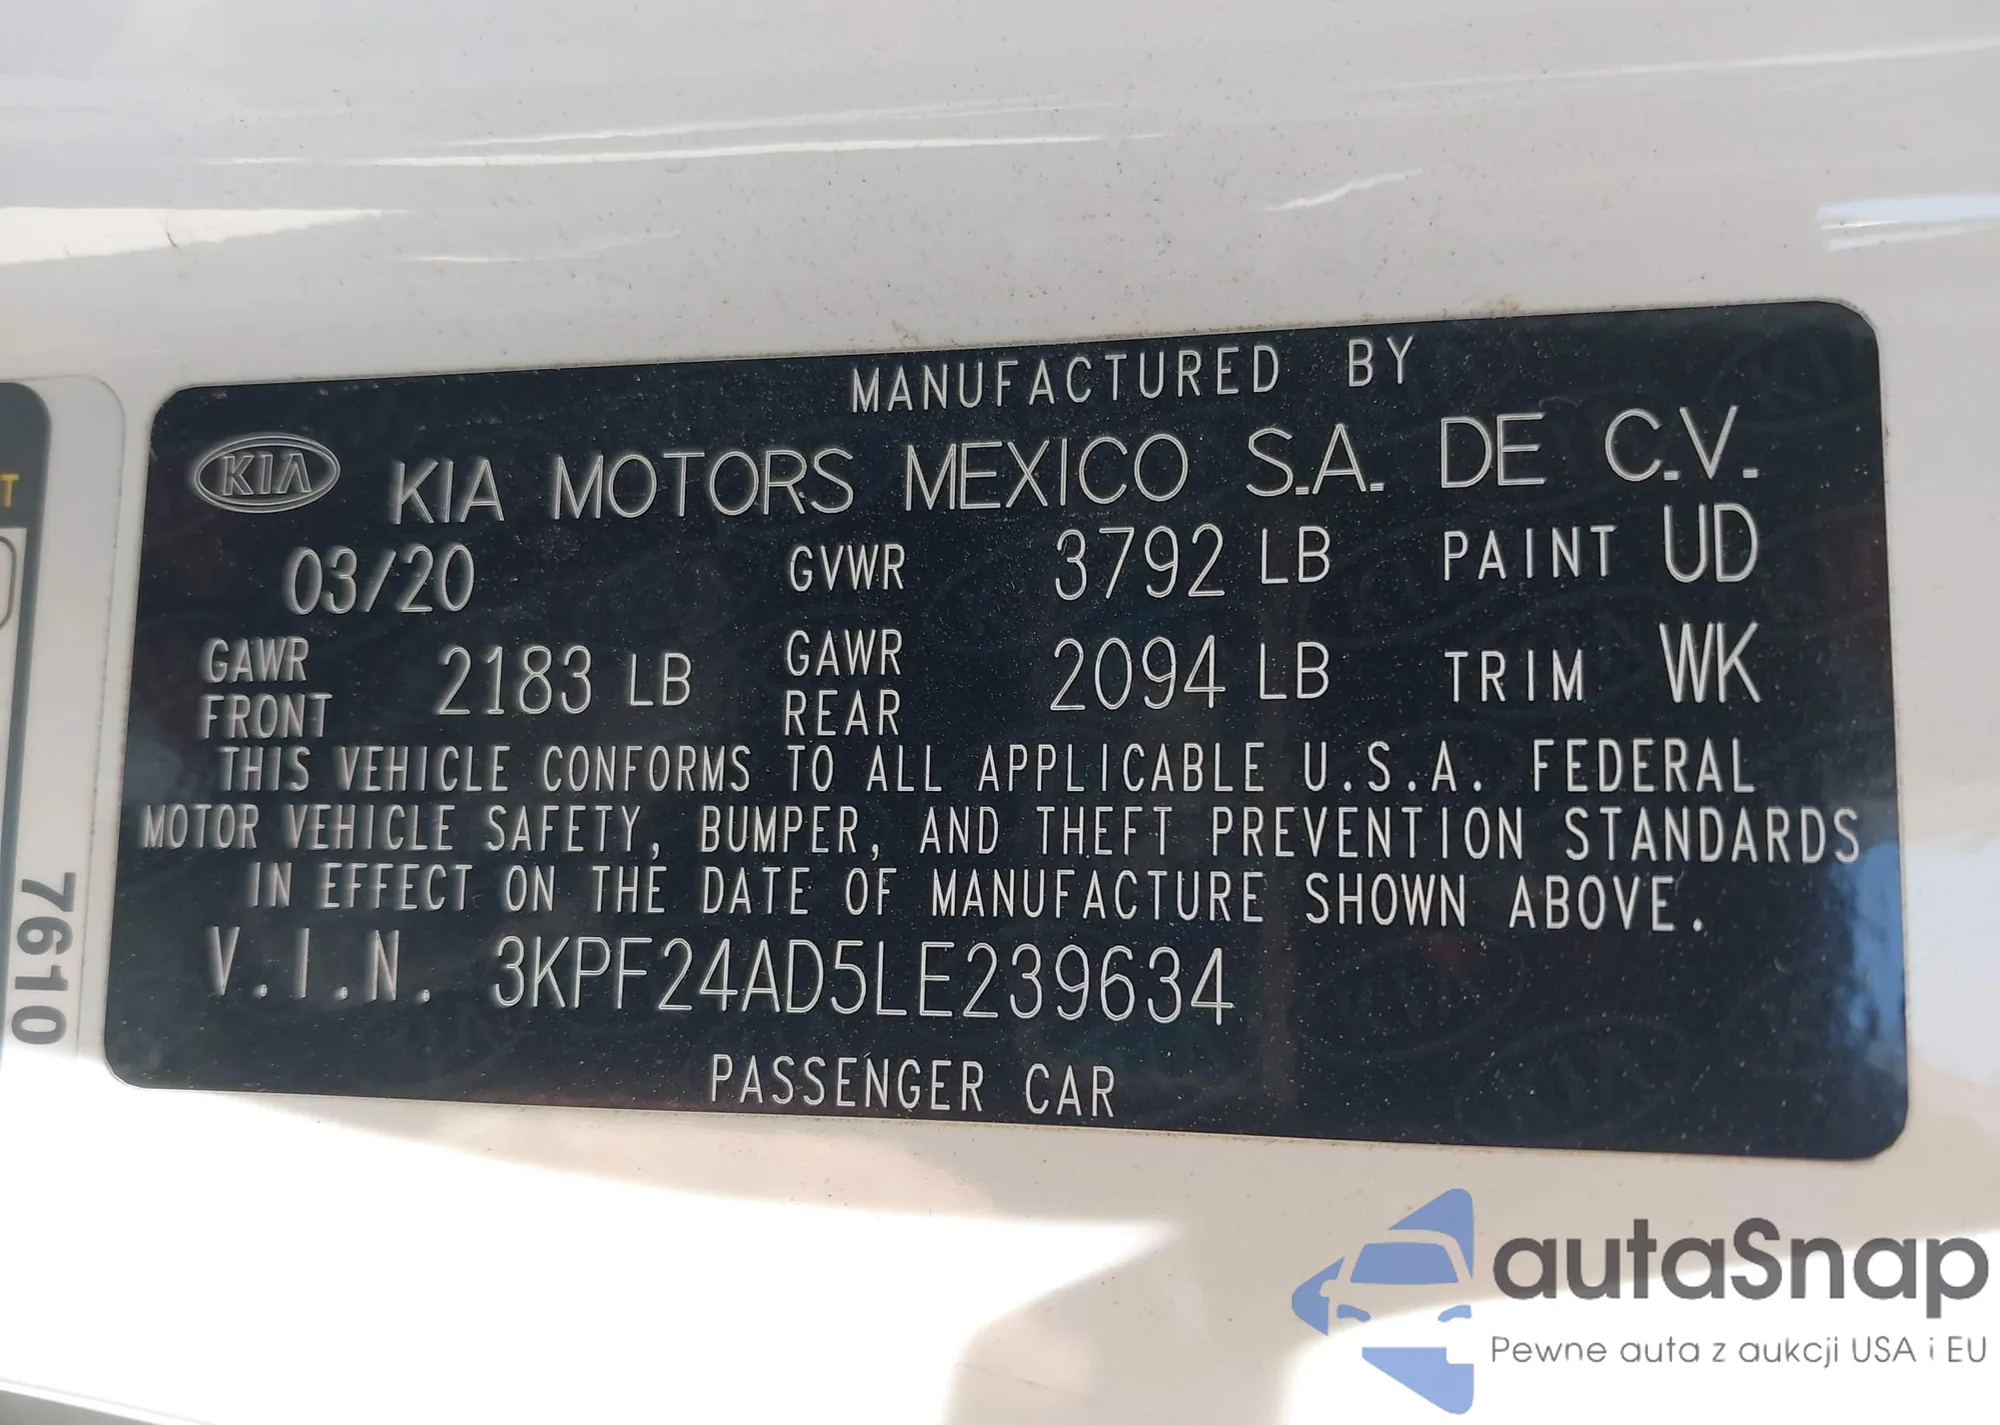 MANUFACTURED BY
KIA KIA MOTORS MEXICO S.A. DE C.V.
03/20 GVWR 3792 LB PAINT UD
GAWR FRONT 2183 LB GAWR REAR 2094 LB TRIM WK
THIS VEHICLE CONFORMS TO ALL APPLICABLE U.S.A. FEDERAL
MOTOR VEHICLE SAFETY, BUMPER, AND THEFT PREVENTION STANDARDS
IN EFFECT ON THE DATE OF MANUFACTURE SHOWN ABOVE.
V.I.N. 3KPF24AD5LE239634
PASSENGER CAR
T
7610
autaSnap
Pewne auta z aukcji USA i EU